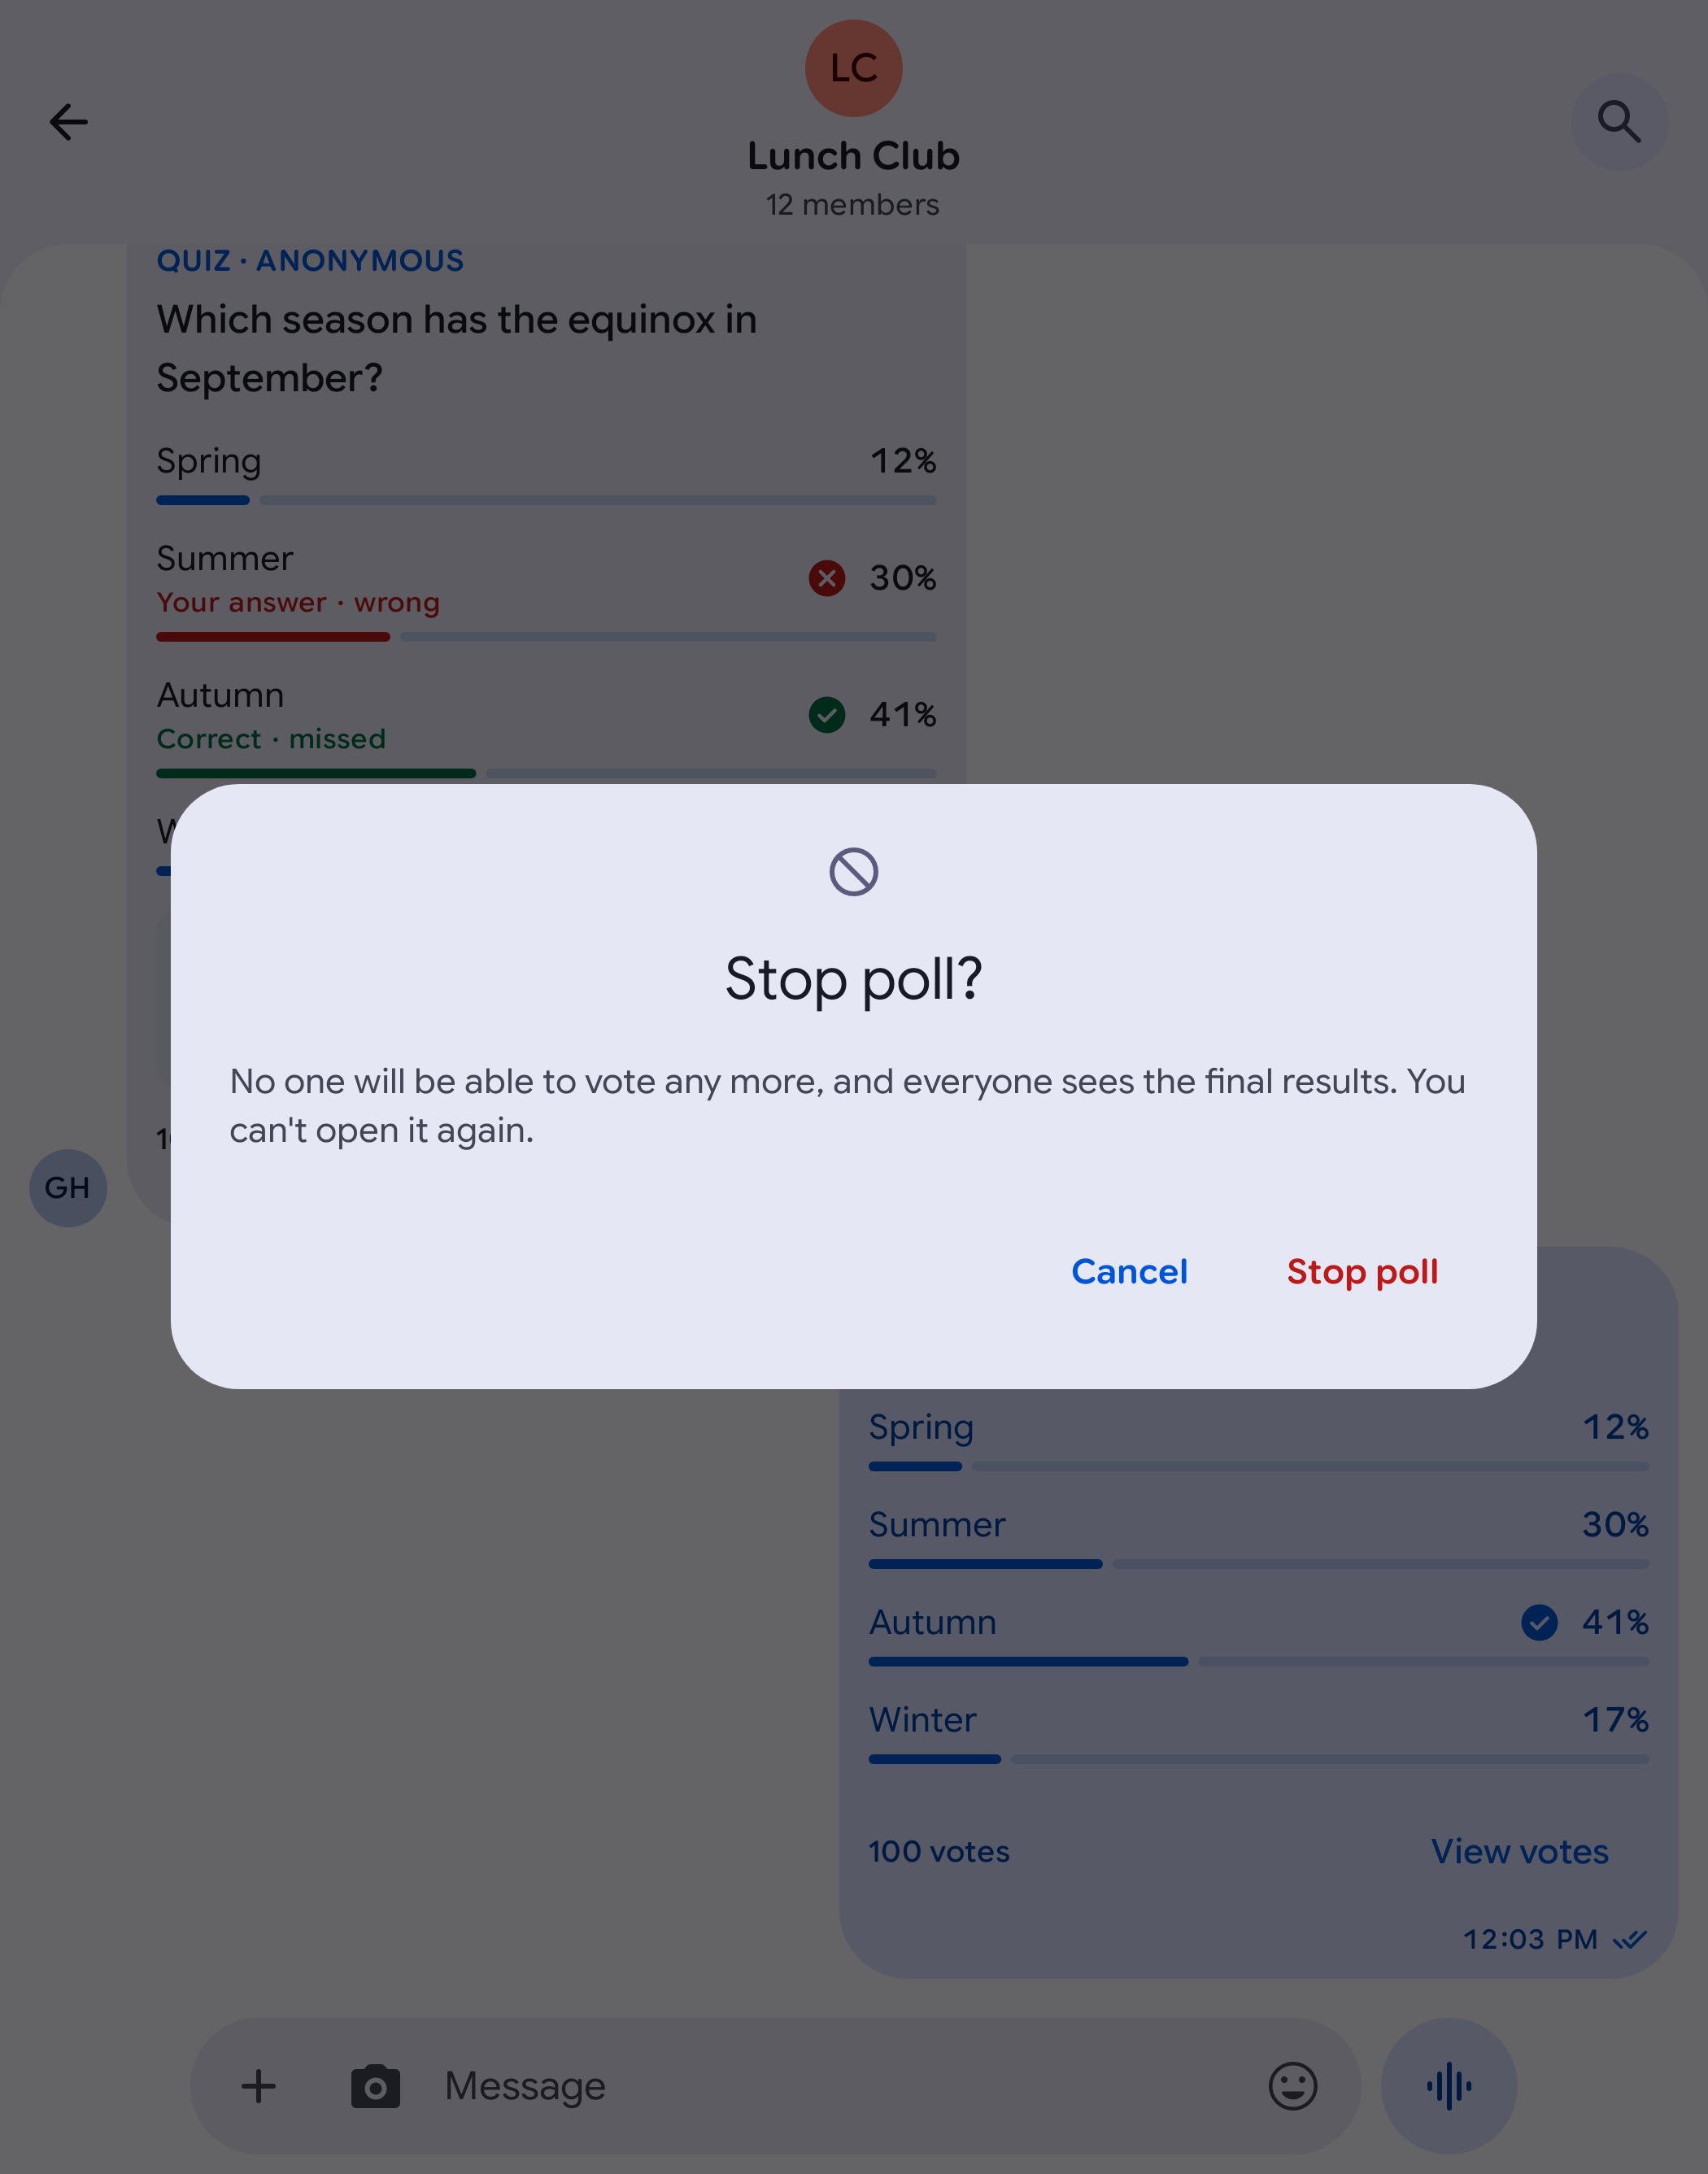 LC
Lunch Club
12 members
QUIZ · ANONYMOUS
Which season has the equinox in
September?
Spring 12%
Summer 30%
Your answer · wrong
Autumn 41%
Correct · missed
Stop poll?
No one will be able to vote any more, and everyone sees the final results. You
can't open it again.
GH
Cancel Stop poll
Spring 12%
Summer 30%
Autumn 41%
Winter 17%
100 votes View votes
12:03 PM
Message